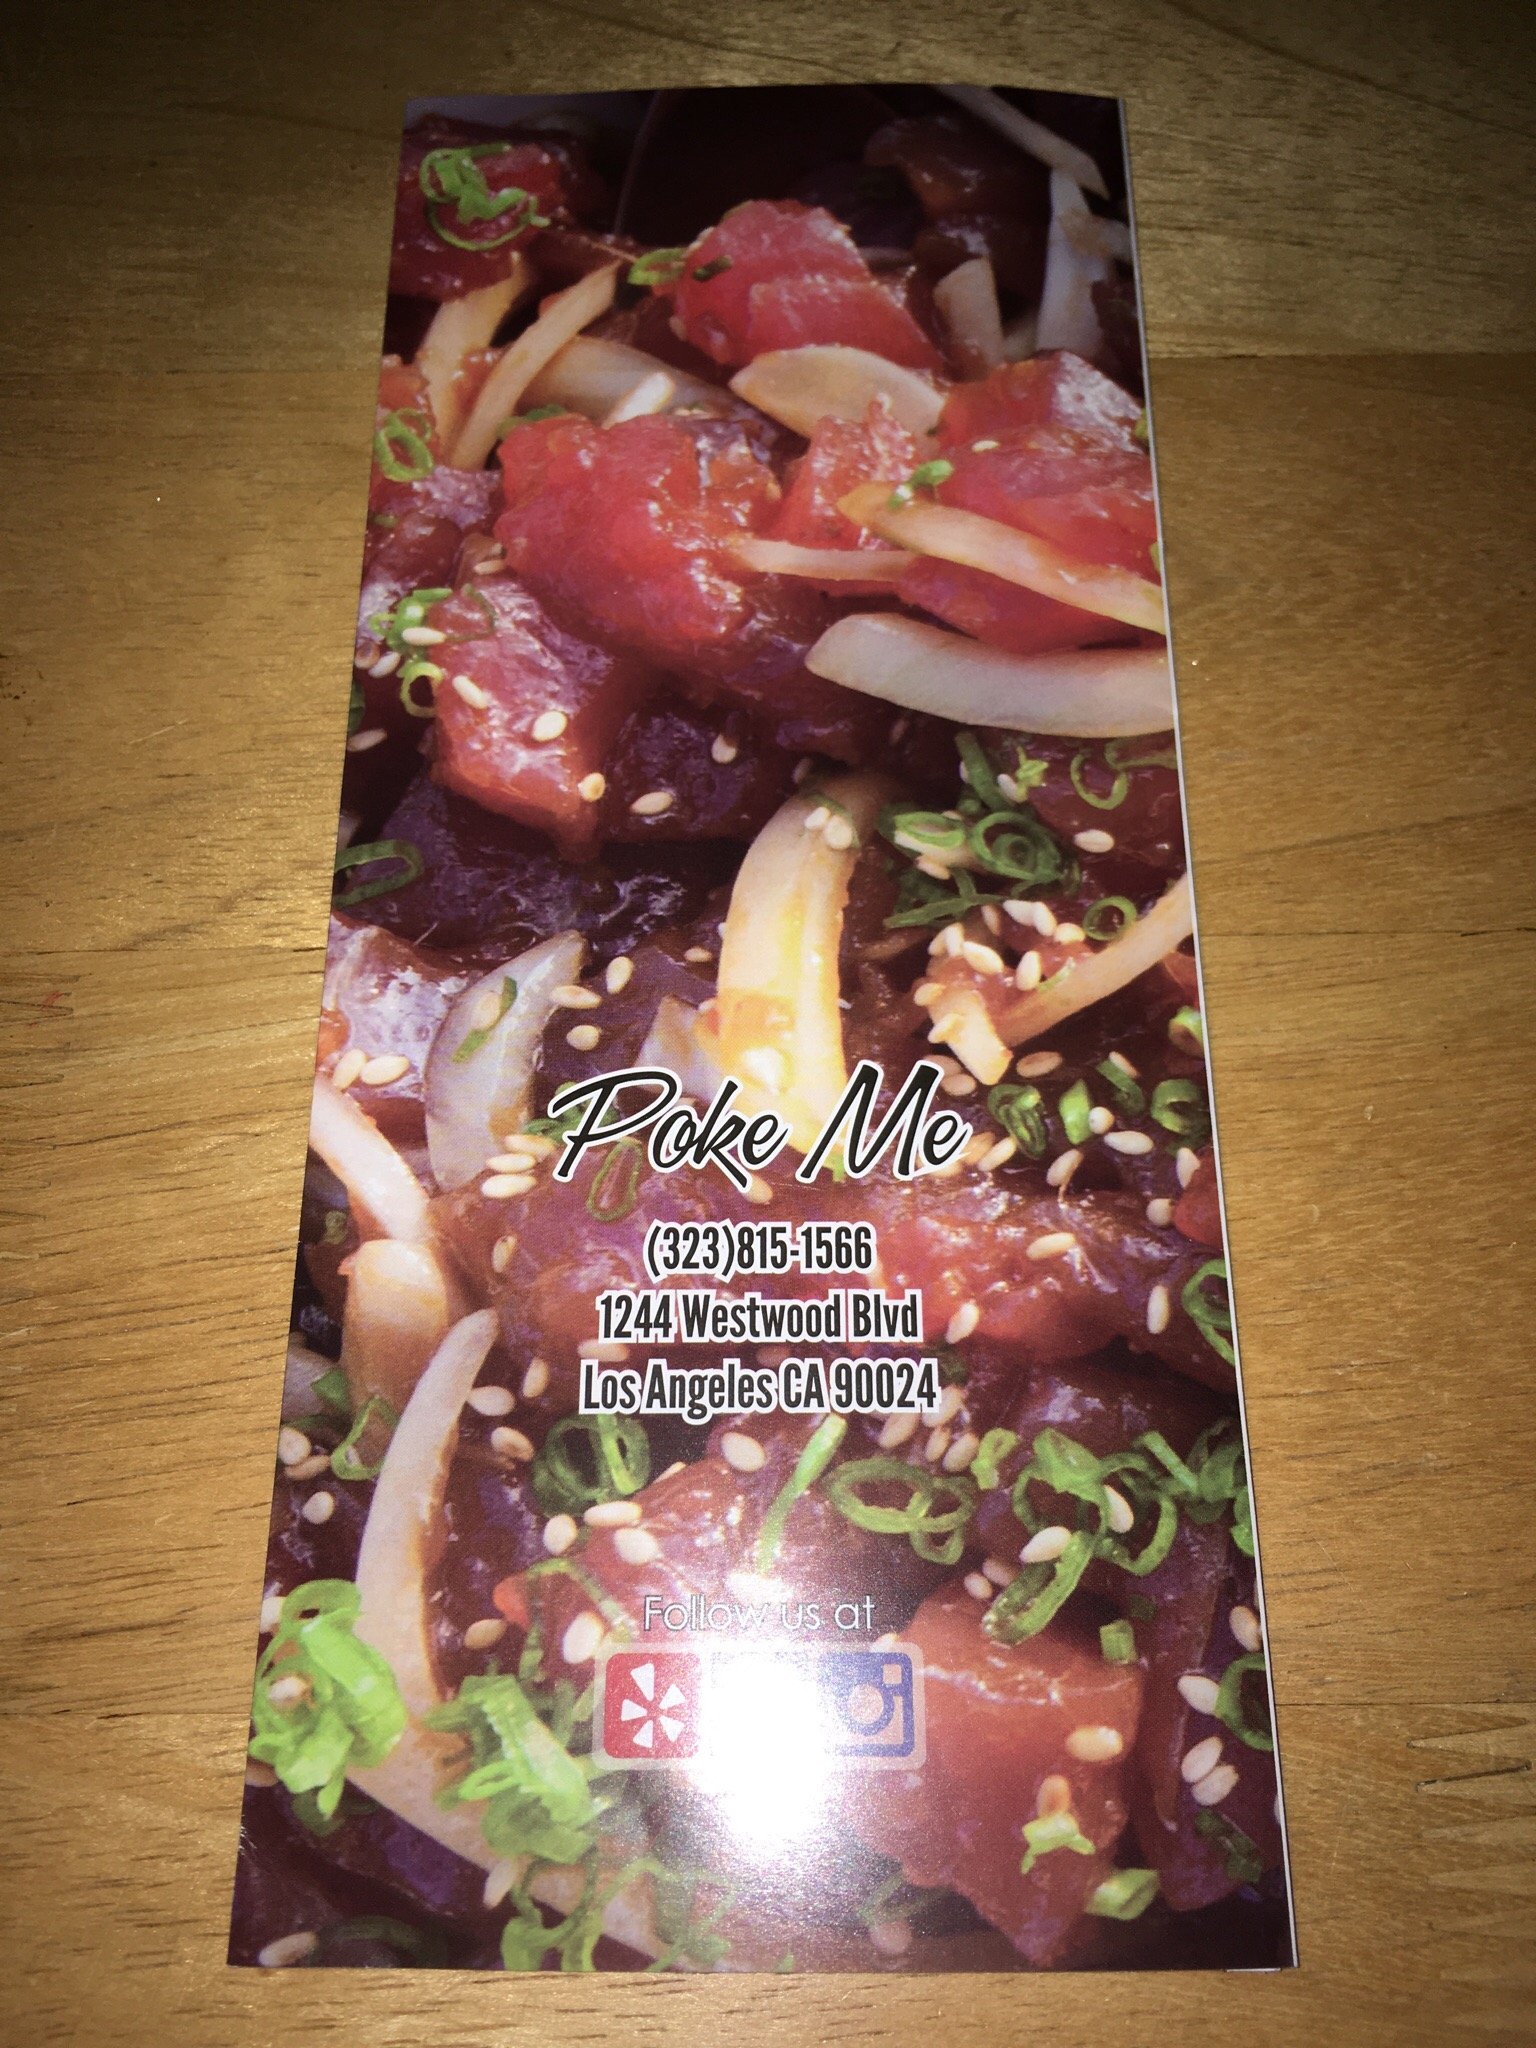 Poke Me
(323)815-1566
1244 Westwood Blvd
Los Angeles CA 90024
Follow us at